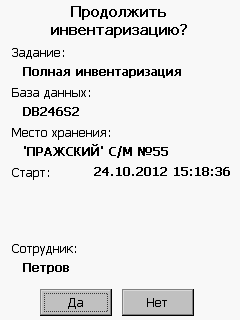 Продолжить
инвентаризацию?
Задание:
Полная инвентаризация
База данных:
DB246S2
Место хранения:
'ПРАЖСКИЙ' С/М №55
Старт: 24.10.2012 15:18:36
Сотрудник:
Петров
Да Нет